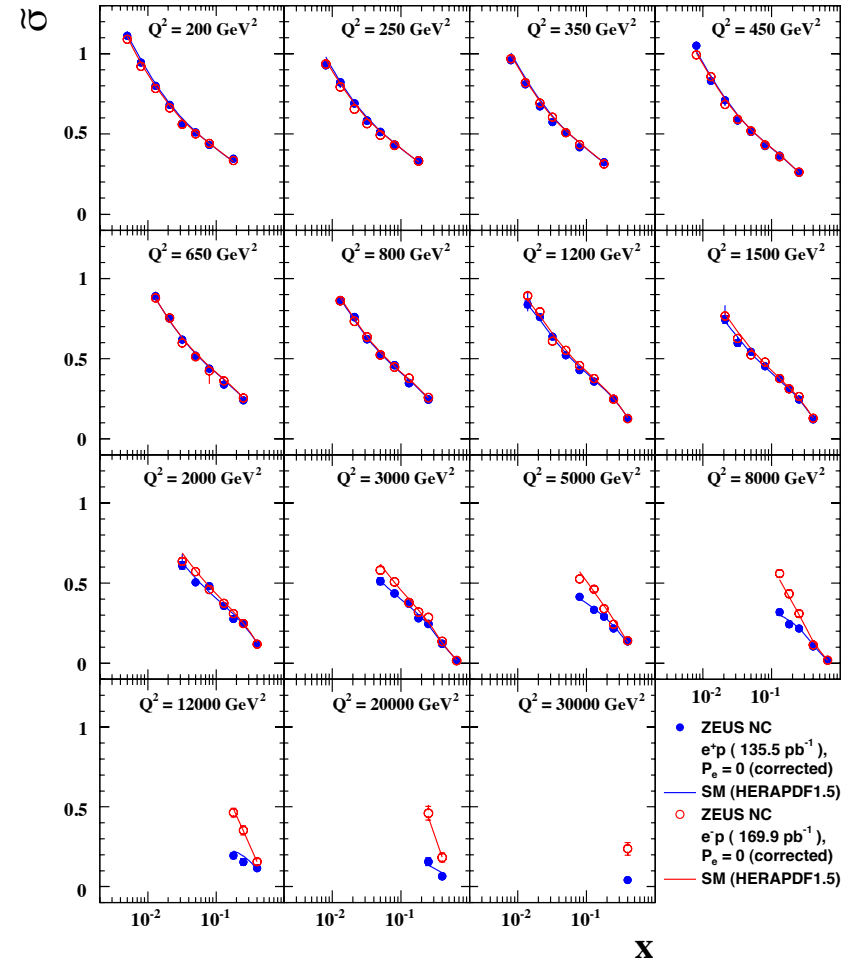 σ̃
Q² = 200 GeV²
Q² = 250 GeV²
Q² = 350 GeV²
Q² = 450 GeV²
1
0.5
0
Q² = 650 GeV²
Q² = 800 GeV²
Q² = 1200 GeV²
Q² = 1500 GeV²
1
0.5
0
Q² = 2000 GeV²
Q² = 3000 GeV²
Q² = 5000 GeV²
Q² = 8000 GeV²
1
0.5
0
10⁻² 10⁻¹
Q² = 12000 GeV²
Q² = 20000 GeV²
Q² = 30000 GeV²
1
0.5
0
10⁻² 10⁻¹
10⁻² 10⁻¹
10⁻² 10⁻¹
ZEUS NC
e⁺p ( 135.5 pb⁻¹ ),
Pₑ = 0 (corrected)
SM (HERAPDF1.5)
ZEUS NC
e⁻p ( 169.9 pb⁻¹ ),
Pₑ = 0 (corrected)
SM (HERAPDF1.5)
x